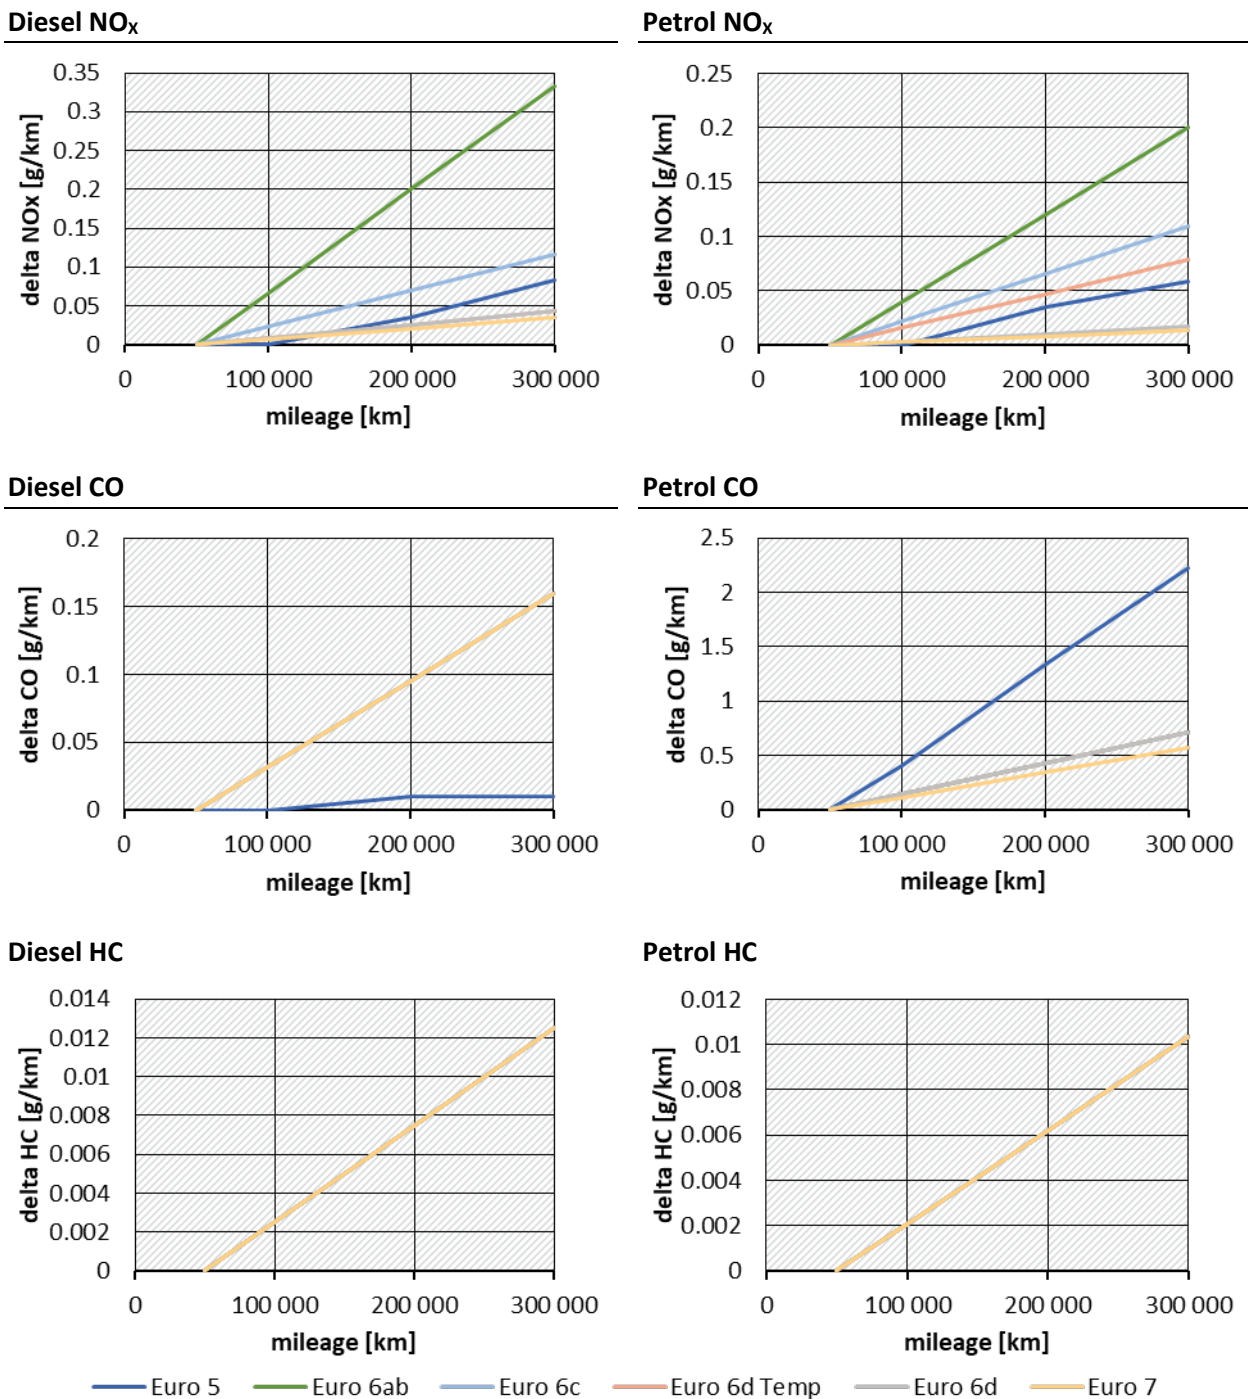 Diesel NOX
Petrol NOX
0.35
0.3
0.25
0.2
0.15
0.1
0.05
0
delta NOx [g/km]
0
100 000
200 000
300 000
mileage [km]
0.25
0.2
0.15
0.1
0.05
0
delta NOx [g/km]
0
100 000
200 000
300 000
mileage [km]
Diesel CO
Petrol CO
0.2
0.15
0.1
0.05
0
delta CO [g/km]
0
100 000
200 000
300 000
mileage [km]
2.5
2
1.5
1
0.5
0
delta CO [g/km]
0
100 000
200 000
300 000
mileage [km]
Diesel HC
Petrol HC
0.014
0.012
0.01
0.008
0.006
0.004
0.002
0
delta HC [g/km]
0
100 000
200 000
300 000
mileage [km]
0.012
0.01
0.008
0.006
0.004
0.002
0
delta HC [g/km]
0
100 000
200 000
300 000
mileage [km]
Euro 5
Euro 6ab
Euro 6c
Euro 6d Temp
Euro 6d
Euro 7